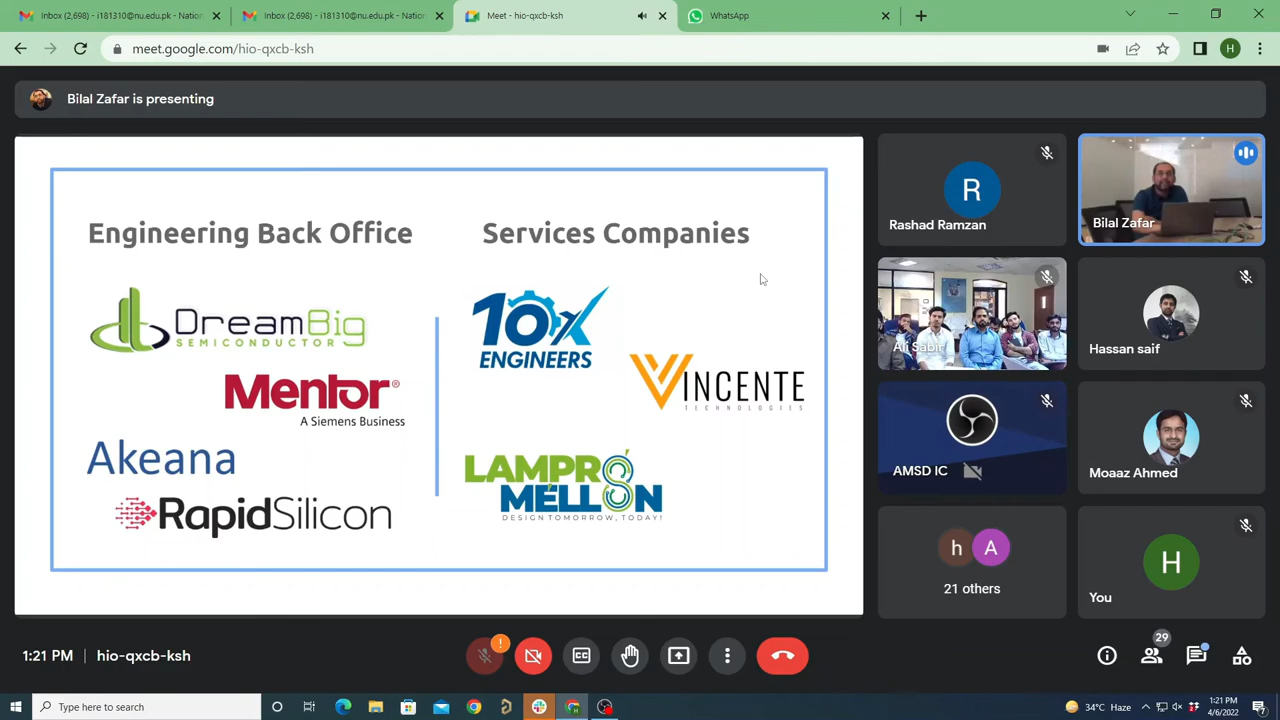 Inbox (2,698) - i181310@nu.edu.pk - Nation
Inbox (2,698) - i181310@nu.edu.pk - Nation
Meet - hio-qxcb-ksh
WhatsApp
meet.google.com/hio-qxcb-ksh
H
Bilal Zafar is presenting
Engineering Back Office
Services Companies
DreamBig
SEMICONDUCTOR
Mentor®
A Siemens Business
Akeana
RapidSilicon
10x
ENGINEERS
VINCENTE
TECHNOLOGIES
LAMPRO
MÉLLON
DESIGN TOMORROW, TODAY!
R
Rashad Ramzan
Bilal Zafar
Ali Sabir
Hassan saif
AMSD IC
Moaaz Ahmed
h
A
21 others
H
You
1:21 PM
hio-qxcb-ksh
CC
29
Type here to search
34°C Haze
1:21 PM
4/6/2022